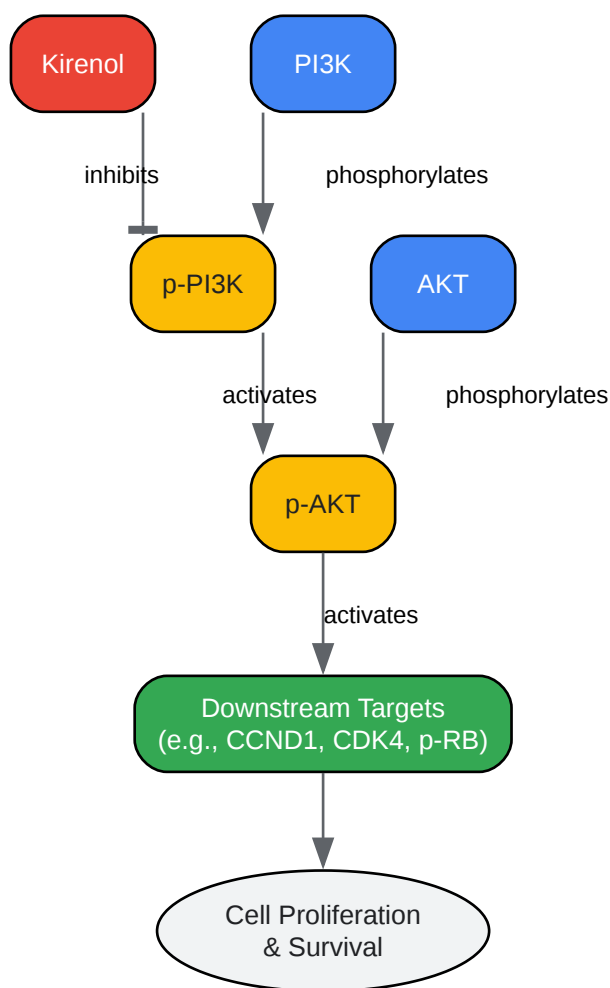 Kirenol
PI3K
inhibits
phosphorylates
p-PI3K
AKT
activates
phosphorylates
p-AKT
activates
Downstream Targets
(e.g., CCND1, CDK4, p-RB)
Cell Proliferation
& Survival